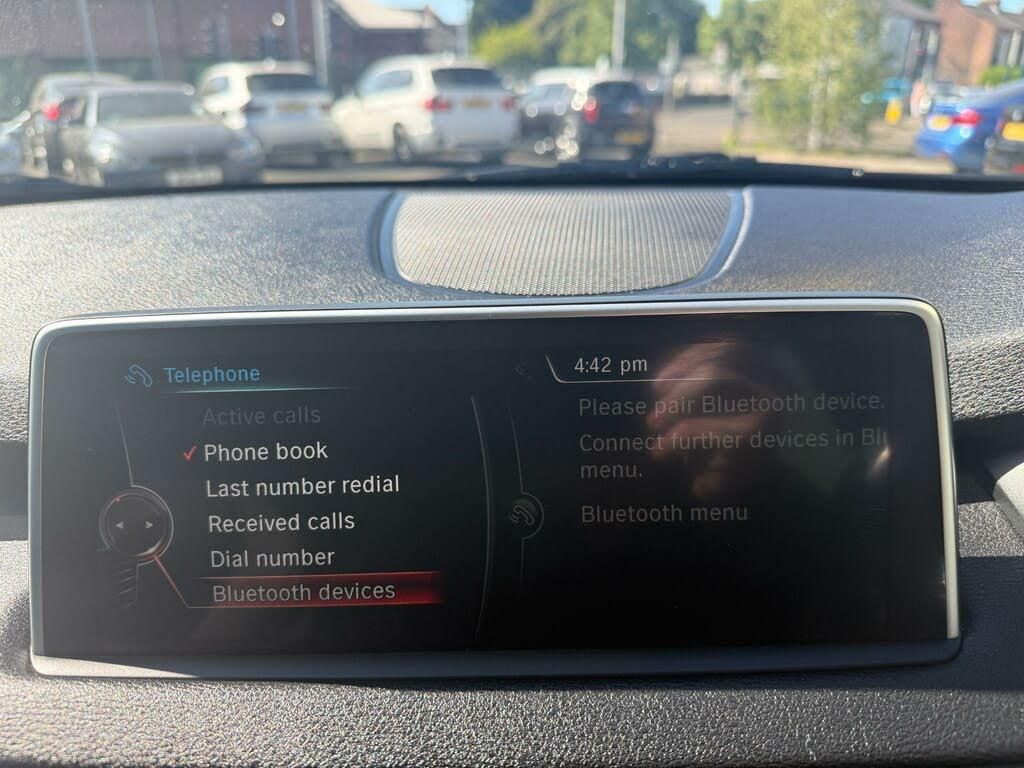 Telephone
Active calls
Phone book
Last number redial
Received calls
Dial number
Bluetooth devices
4:42 pm
Please pair Bluetooth device.
Connect further devices in
menu.
Bluetooth menu